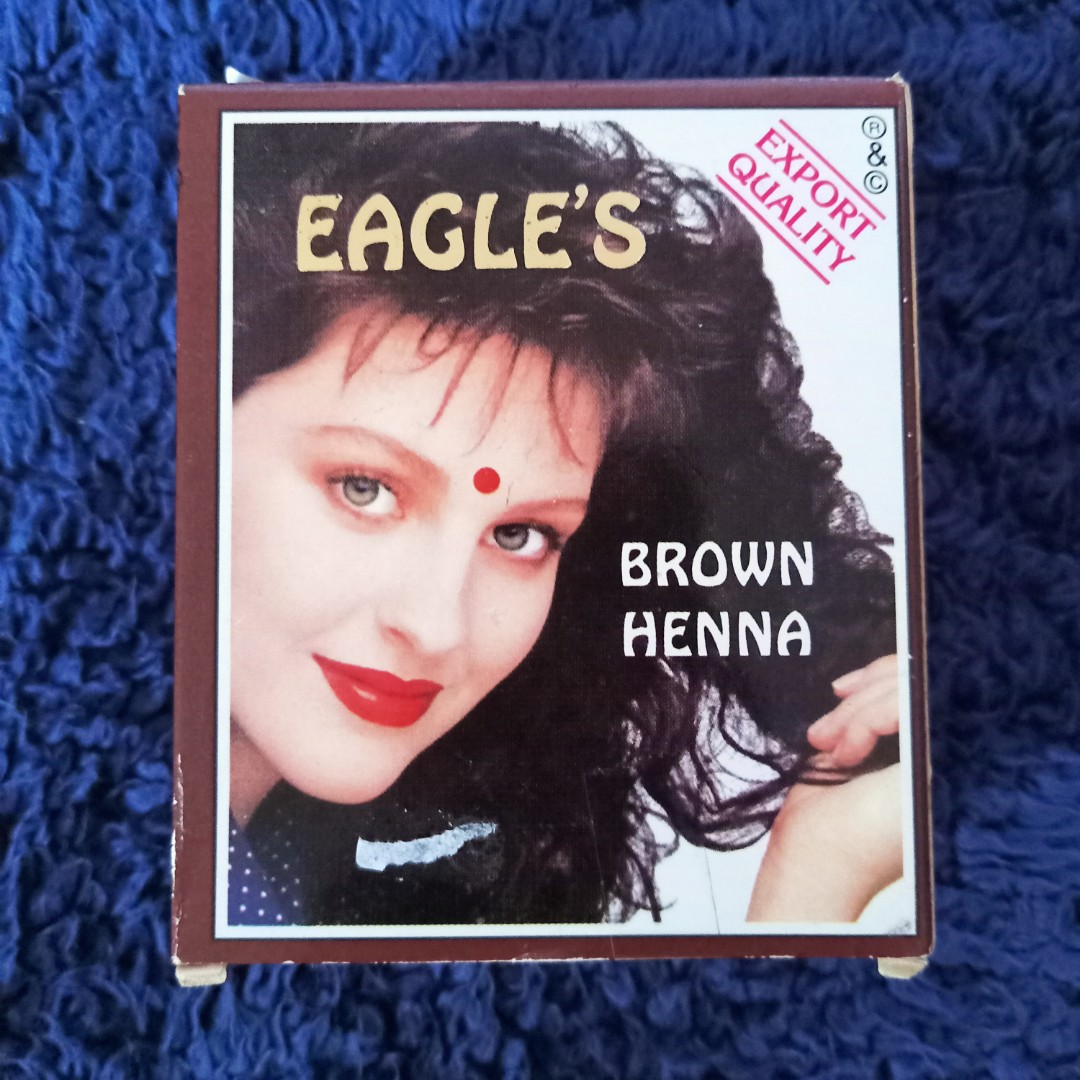 EAGLE'S
EXPORT
QUALITY
®
&
©
BROWN
HENNA